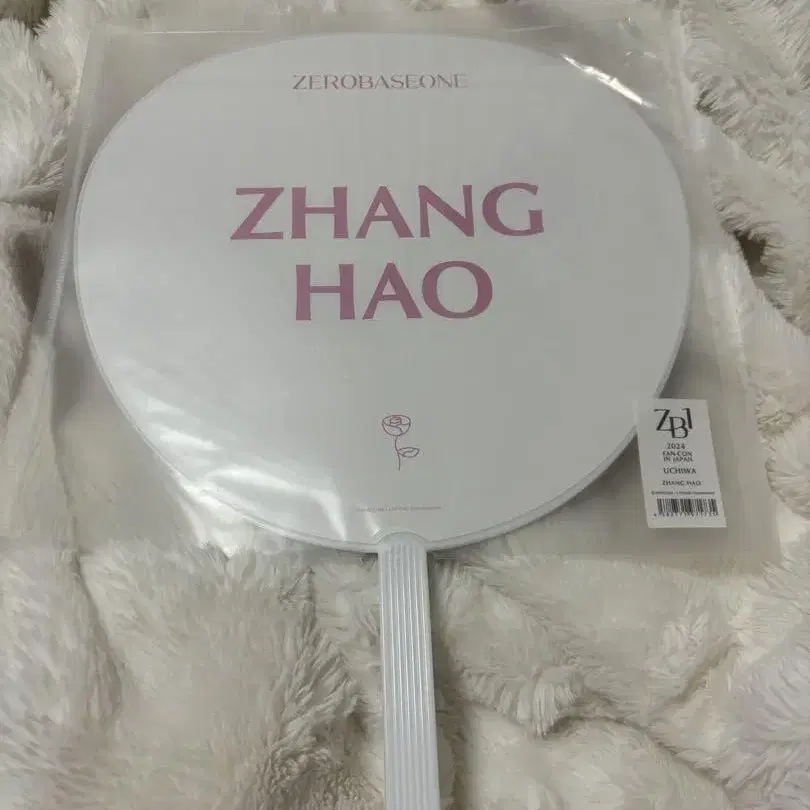 ZEROBASEONE
ZHANG
HAO
ZB1
2024
FAN-CON
IN JAPAN
UCHIWA
ZHANG HAO